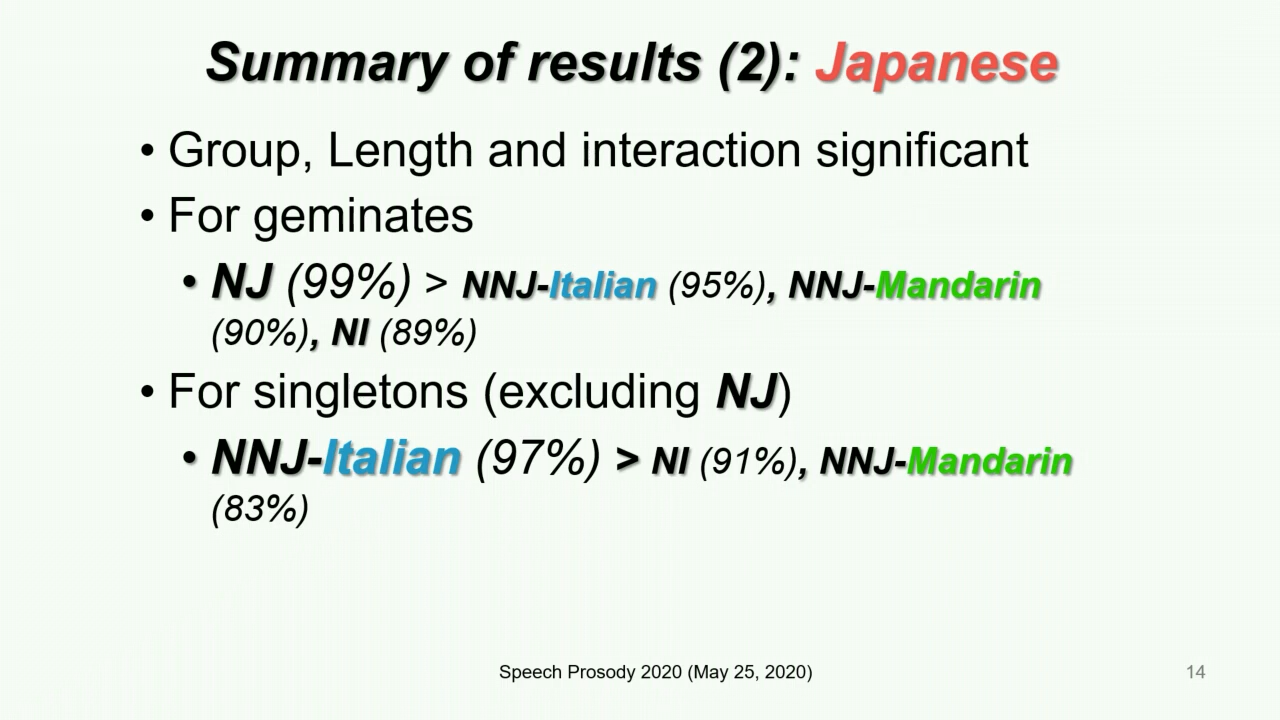 Summary of results (2): Japanese
• Group, Length and interaction significant
• For geminates
• NJ (99%) > NNJ-Italian (95%), NNJ-Mandarin
(90%), NI (89%)
• For singletons (excluding NJ)
• NNJ-Italian (97%) > NI (91%), NNJ-Mandarin
(83%)
Speech Prosody 2020 (May 25, 2020)
14